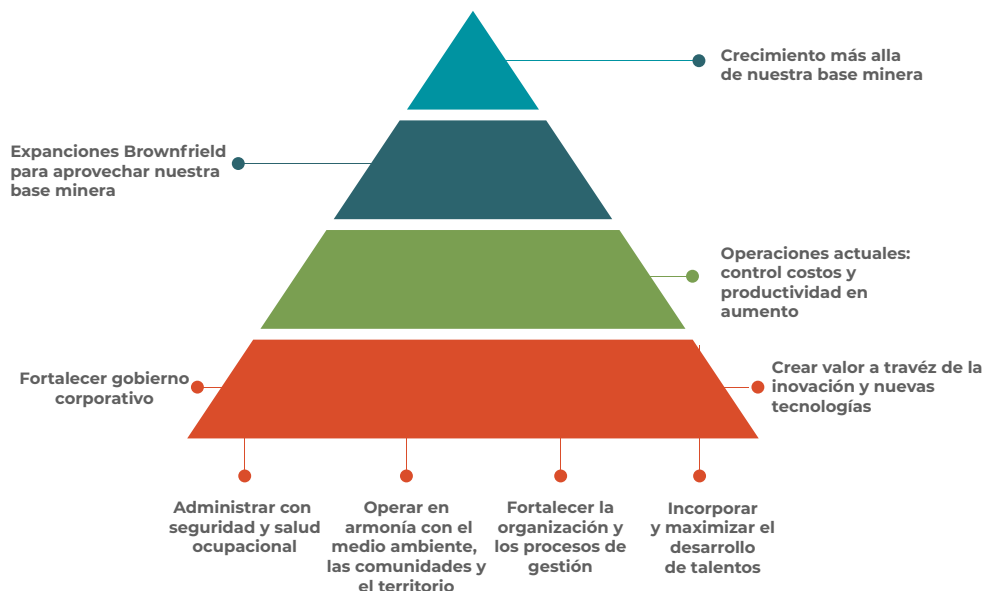 Crecimiento más alla
de nuestra base minera
Expanciones Brownfrield
para aprovechar nuestra
base minera
Operaciones actuales:
control costos y
productividad en
aumento
Fortalecer gobierno
corporativo
Crear valor a travéz de la
inovación y nuevas
tecnologías
Administrar con
seguridad y salud
ocupacional
Operar en
armonía con el
medio ambiente,
las comunidades y
el territorio
Fortalecer la
organización y
los procesos de
gestión
Incorporar
y maximizar el
desarrollo
de talentos